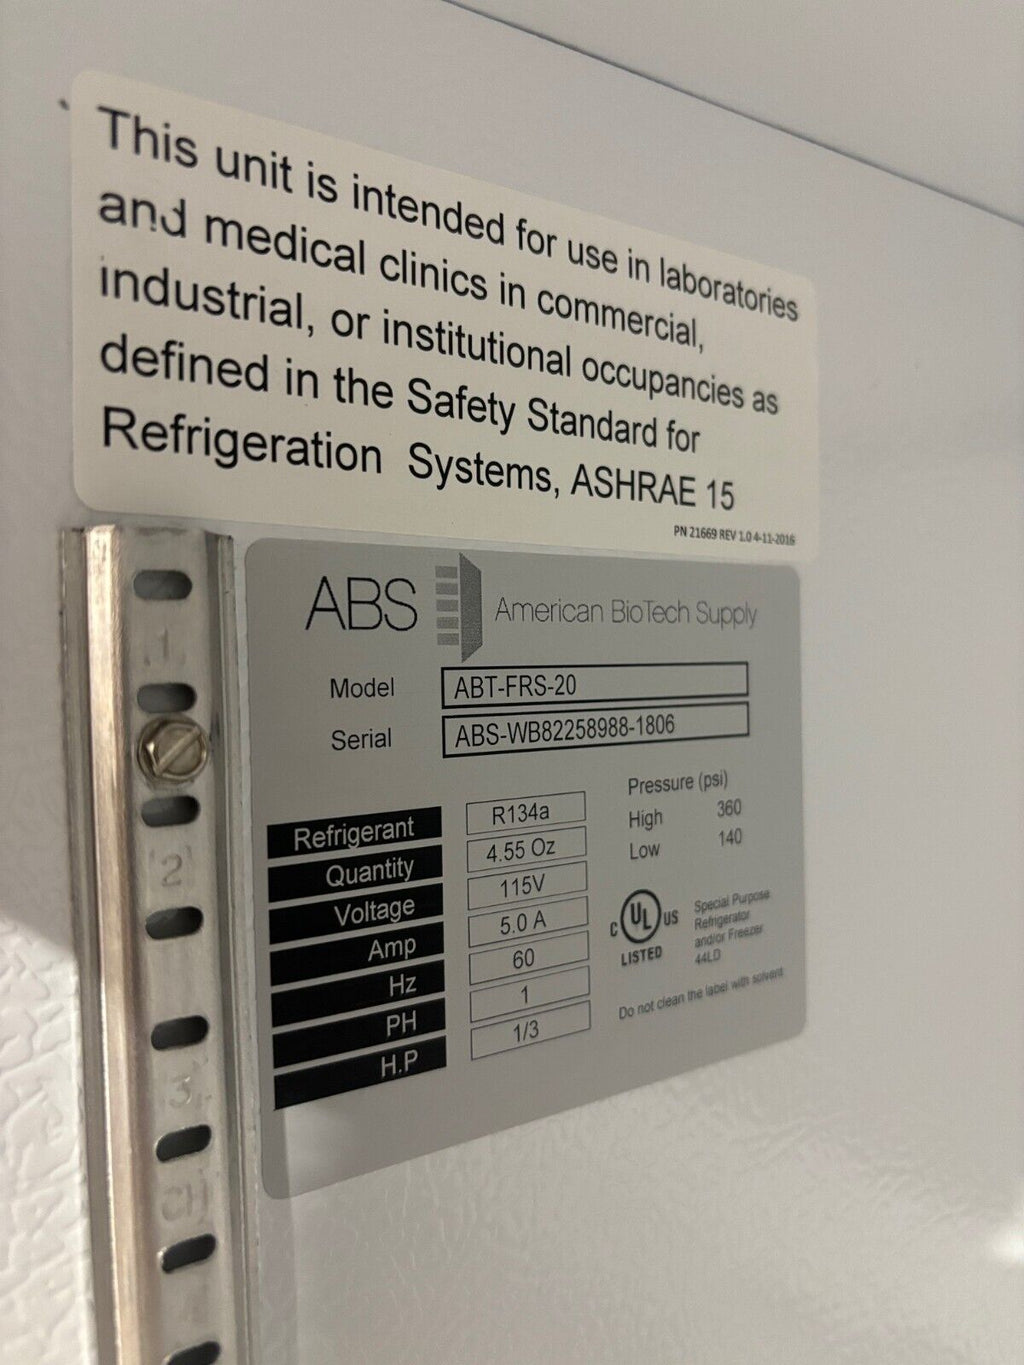 This unit is intended for use in laboratories
and medical clinics in commercial,
industrial, or institutional occupancies as
defined in the Safety Standard for
Refrigeration Systems, ASHRAE 15
PN 21669 REV 1.0 4-11-2016
ABS American BioTech Supply
Model ABT-FRS-20
Serial ABS-WB82258988-1806
Refrigerant R134a
Quantity 4.55 Oz
Voltage 115V
Amp 5.0 A
Hz 60
PH 1
H.P 1/3
Pressure (psi)
High 360
Low 140
C UL US
LISTED
Special Purpose
Refrigerator
and/or Freezer
44LD
Do not clean the label with solvent
1
2
3
CH